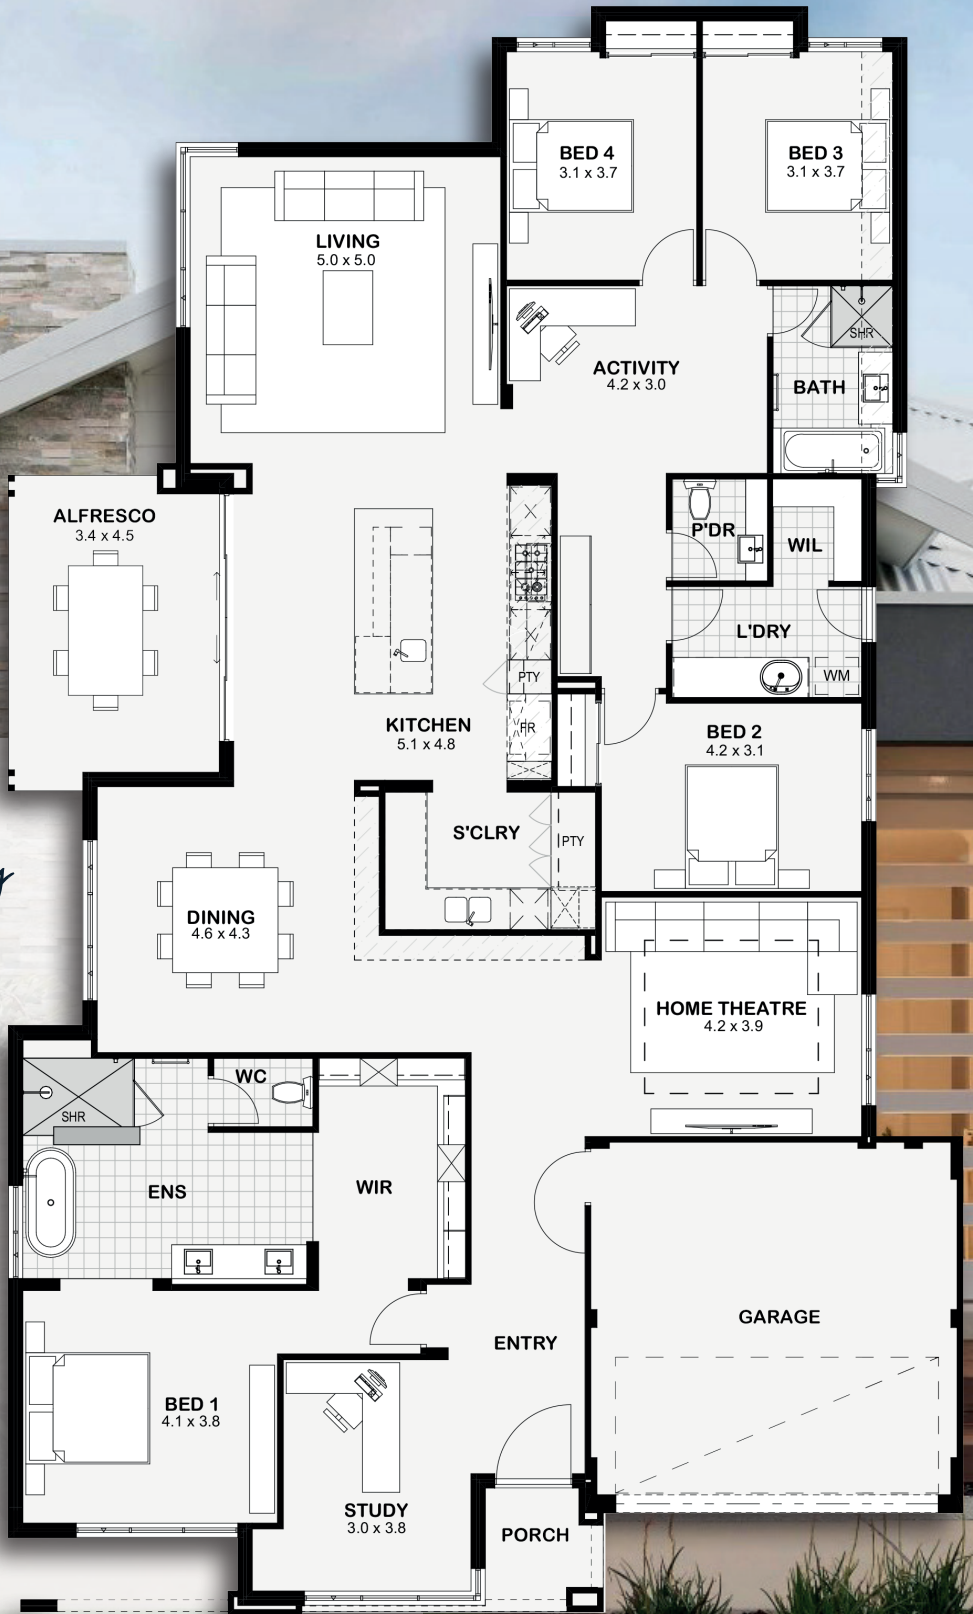 BED 4
3.1 x 3.7
BED 3
3.1 x 3.7
LIVING
5.0 x 5.0
SHR
ACTIVITY
4.2 x 3.0
BATH
ALFRESCO
3.4 x 4.5
P'DR
WIL
L'DRY
PTY
WM
KITCHEN
5.1 x 4.8
FR
BED 2
4.2 x 3.1
S'CLRY
PTY
DINING
4.6 x 4.3
HOME THEATRE
4.2 x 3.9
WC
SHR
ENS
WIR
GARAGE
ENTRY
BED 1
4.1 x 3.8
STUDY
3.0 x 3.8
PORCH